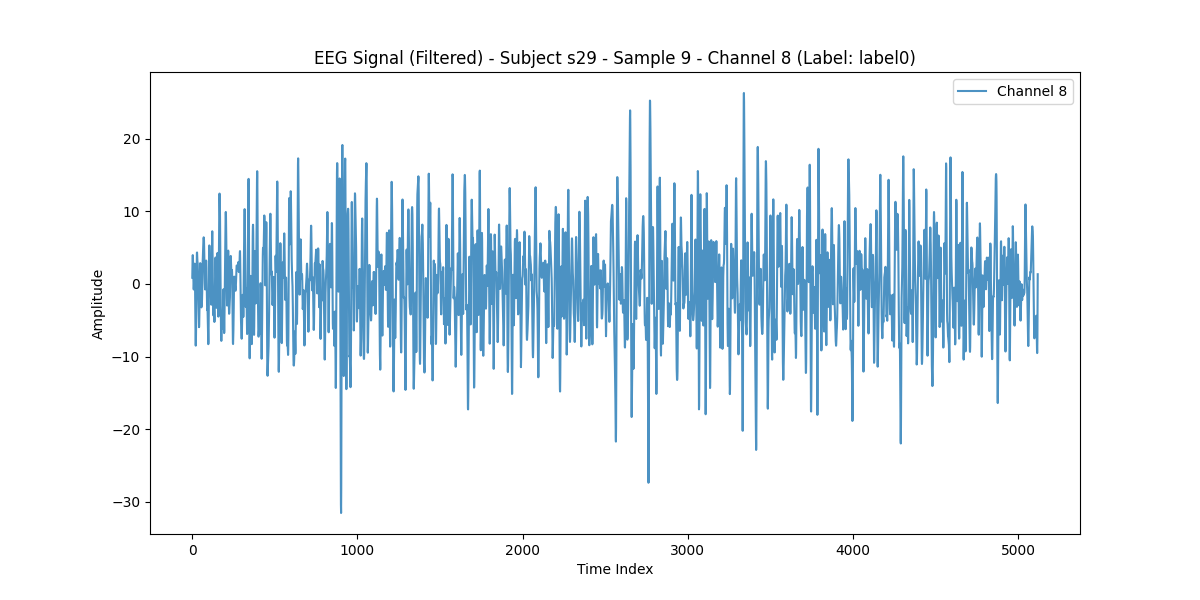 EEG Signal (Filtered) - Subject s29 - Sample 9 - Channel 8 (Label: label0)
Channel 8
20
10
0
−10
−20
−30
Amplitude
0 1000 2000 3000 4000 5000
Time Index